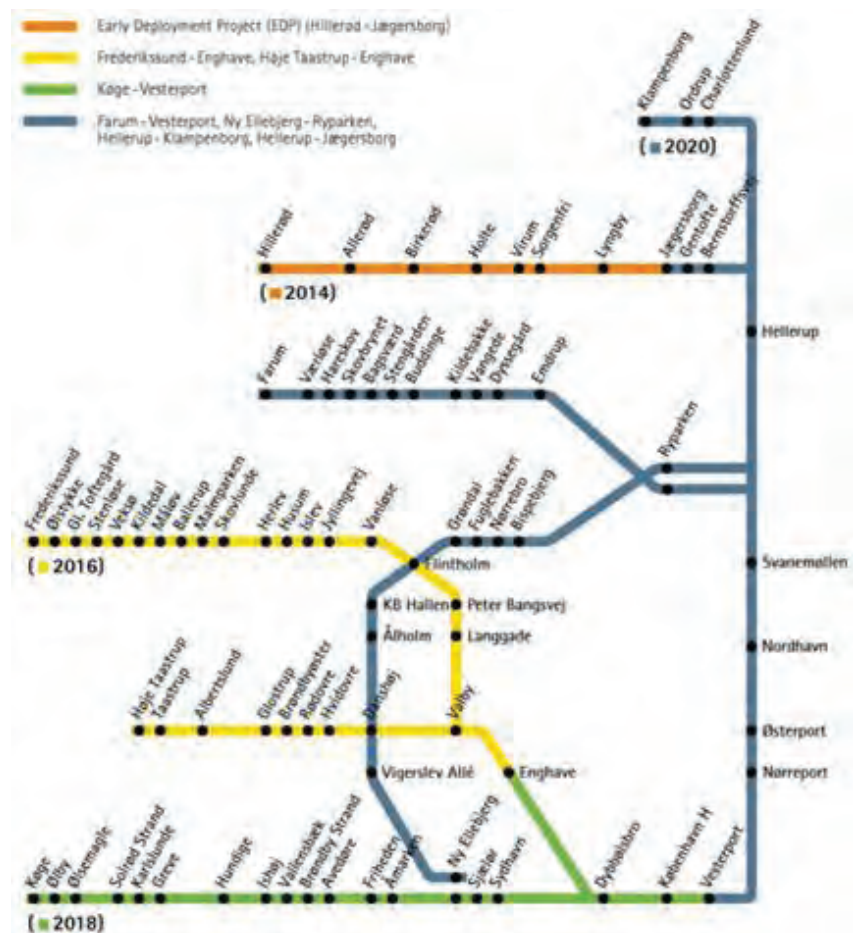 Early Deployment Project (EDP) (Hillerød - Jægersborg)
Frederikssund - Enghave, Høje Taastrup - Enghave
Køge - Vesterport
Farum - Vesterport, Ny Ellebjerg - Ryparken,
Hellerup - Klampenborg, Hellerup - Jægersborg
Klampenborg
Ordrup
Charlottenlund
(2020)
Hillerød
Allerød
Birkerød
Holte
Virum
Sorgenfri
Lyngby
Jægersborg
Gentofte
Bernstorffsvej
(2014)
Hellerup
Farum
Værløse
Hareskov
Skovbrynet
Bagsværd
Stengården
Buddinge
Kildebakke
Vangede
Dyssegård
Emdrup
Ryparken
Frederikssund
Ølstykke
Gl. Toftegård
Stenløse
Veksø
Kildedal
Måløv
Ballerup
Malmparken
Skovlunde
Herlev
Husum
Islev
Jyllingevej
Vanløse
Grøndal
Fuglebakken
Nørrebro
Bispebjerg
(2016)
Flintholm
Svanemøllen
KB Hallen
Peter Bangsvej
Ålholm
Langgade
Nordhavn
Høje Taastrup
Taastrup
Albertslund
Glostrup
Brøndbyøster
Rødovre
Hvidovre
Danshøj
Valby
Østerport
Vigerslev Allé
Enghave
Nørreport
Køge
Ølby
Ølsemagle
Solrød Strand
Karlslunde
Greve
Hundige
Ishøj
Vallensbæk
Brøndby Strand
Avedøre
Friheden
Åmarken
Ny Ellebjerg
Sjælør
Sydhavn
Dybbølsbro
København H
Vesterport
(2018)